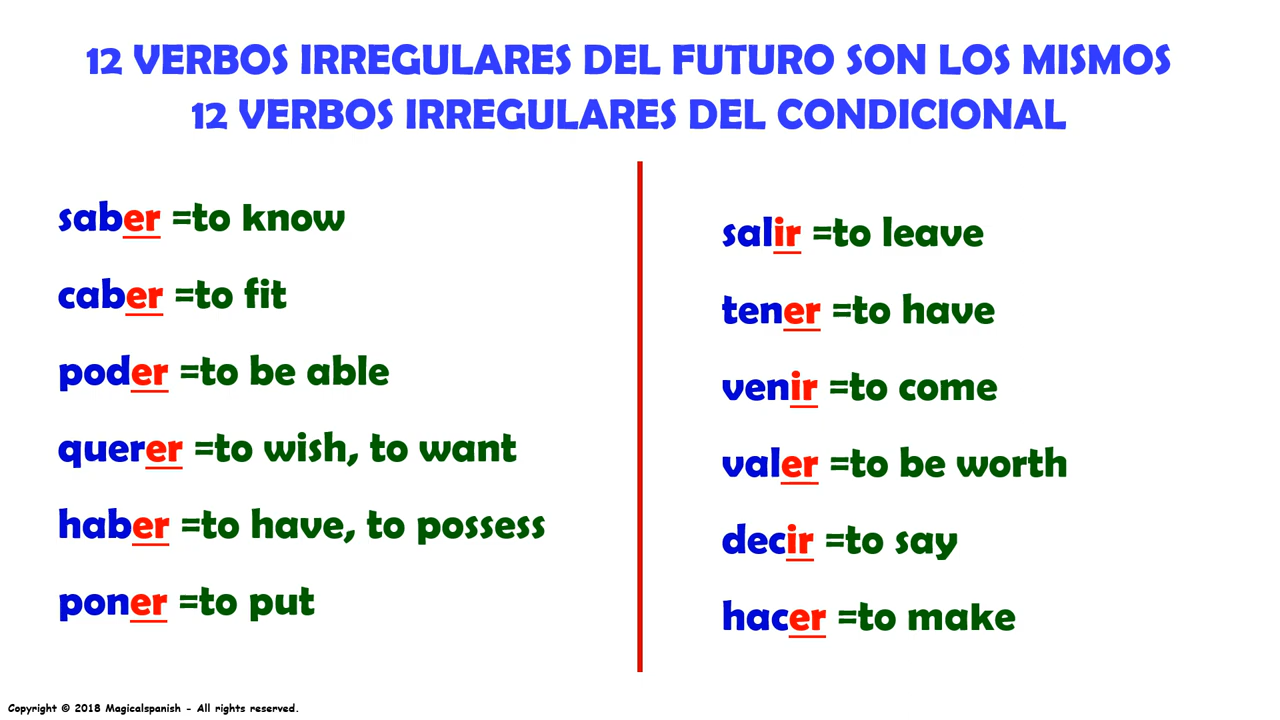 12 VERBOS IRREGULARES DEL FUTURO SON LOS MISMOS
12 VERBOS IRREGULARES DEL CONDICIONAL
saber =to know
caber =to fit
poder =to be able
querer =to wish, to want
haber =to have, to possess
poner =to put
salir =to leave
tener =to have
venir =to come
valer =to be worth
decir =to say
hacer =to make
Copyright © 2018 Magicalspanish - All rights reserved.